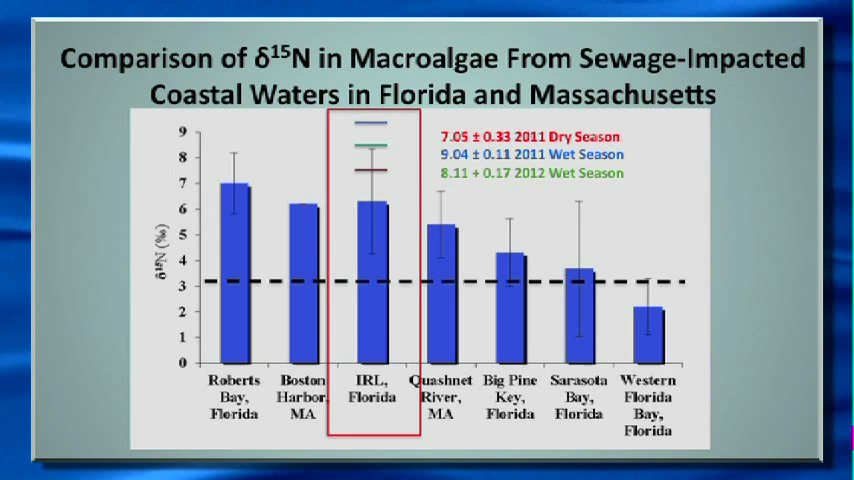 Comparison of δ¹⁵N in Macroalgae From Sewage-Impacted
Coastal Waters in Florida and Massachusetts
7.05 ± 0.33 2011 Dry Season
9.04 ± 0.11 2011 Wet Season
8.11 + 0.17 2012 Wet Season
δ¹⁵N (‰)
9
8
7
6
5
4
3
2
1
0
Roberts
Bay,
Florida
Boston
Harbor,
MA
IRL,
Florida
Quashnet
River,
MA
Big Pine
Key,
Florida
Sarasota
Bay,
Florida
Western
Florida
Bay,
Florida